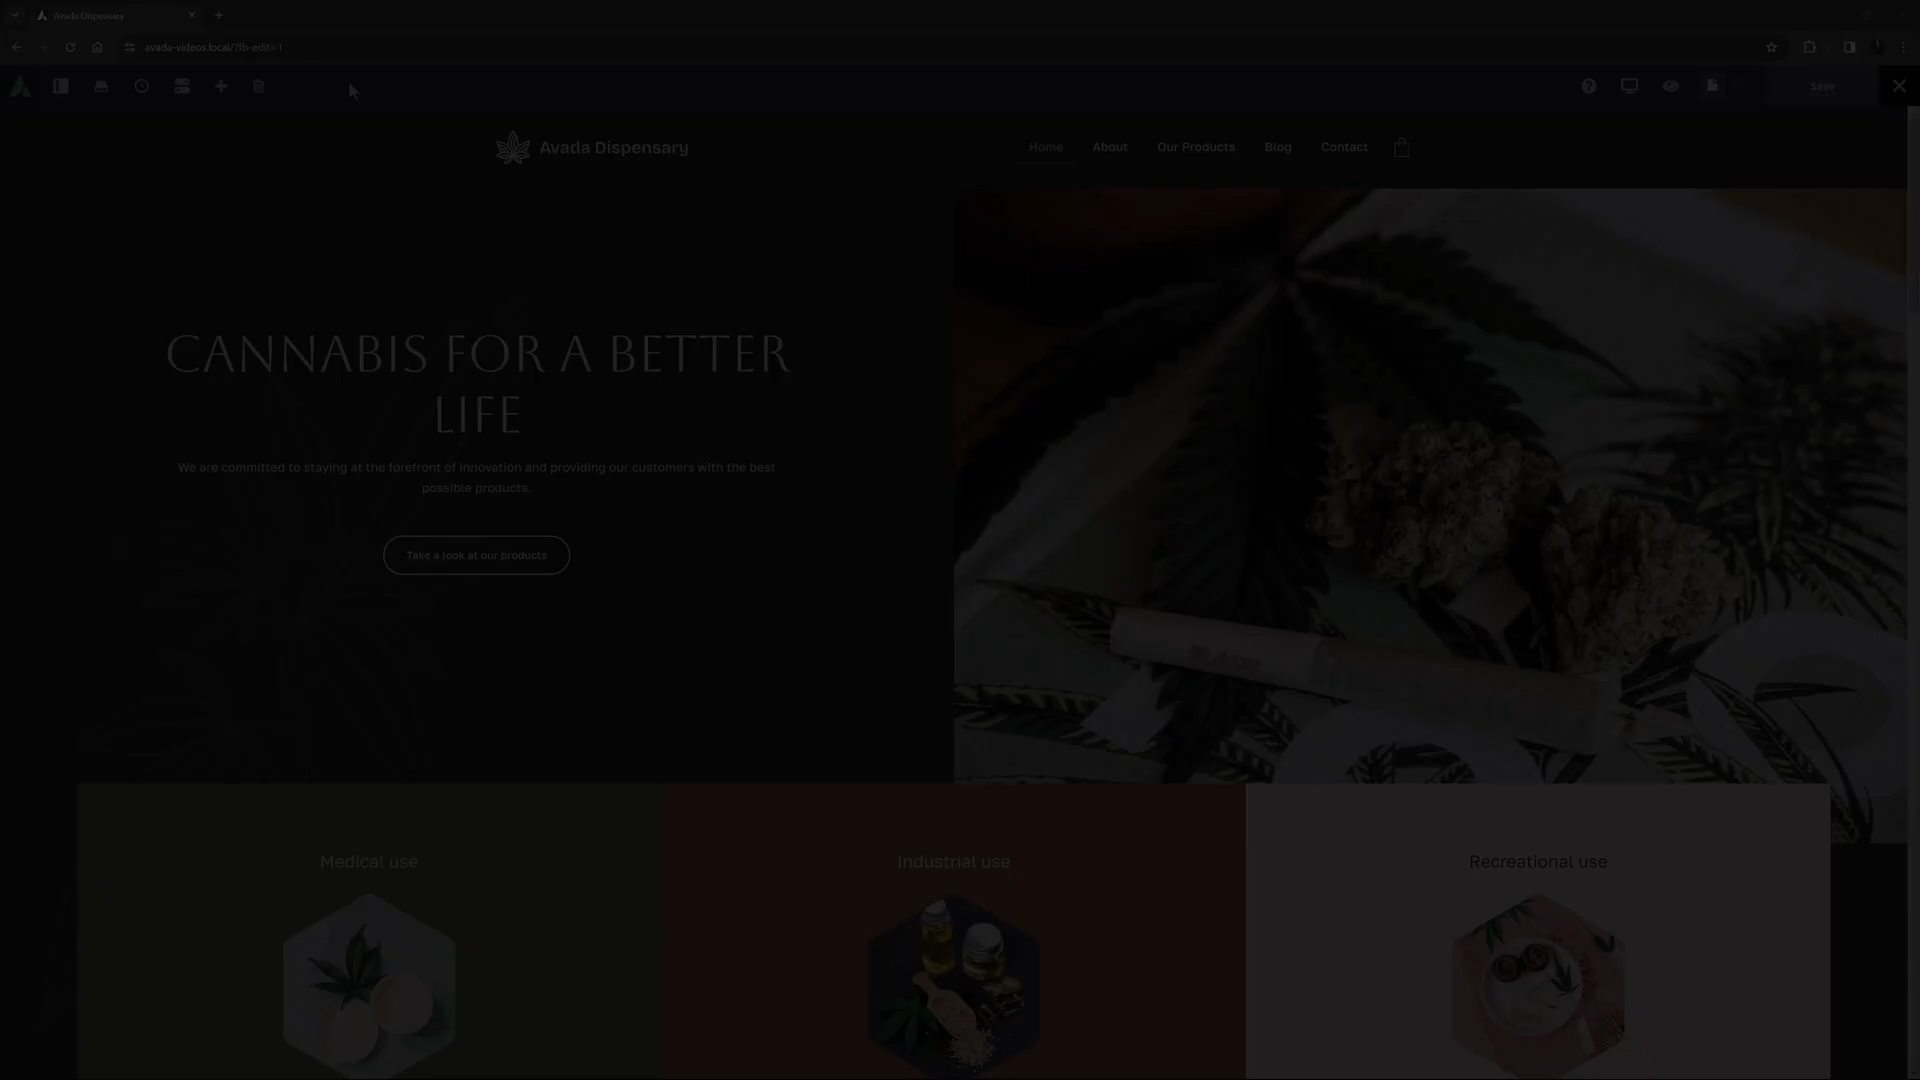 Avada Dispensary
avada-videos.local/?fb-edit=1
Save
Avada Dispensary
Home
About
Our Products
Blog
Contact
CANNABIS FOR A BETTER
LIFE
We are committed to staying at the forefront of innovation and providing our customers with the best
possible products.
Take a look at our products
RAW
Medical use
Industrial use
Recreational use